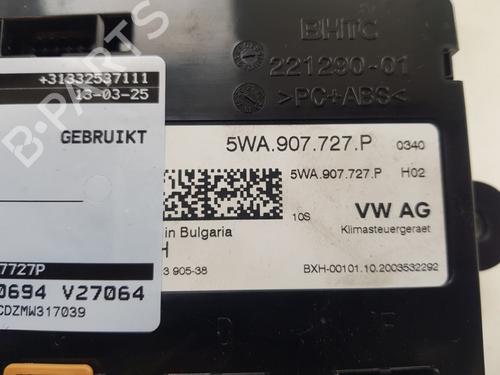 BHTC
221290-01
>PC+ABS<
+31332537111
13-03-25
GEBRUIKT
5WA.907.727.P 0340
5WA.907.727.P H02
10S VW AG
Klimasteuergeraet
in Bulgaria
H
3 905-38
BXH-00101.10.2003532292
7727P
0694 V27064
CDZMW317039
B-PARTS